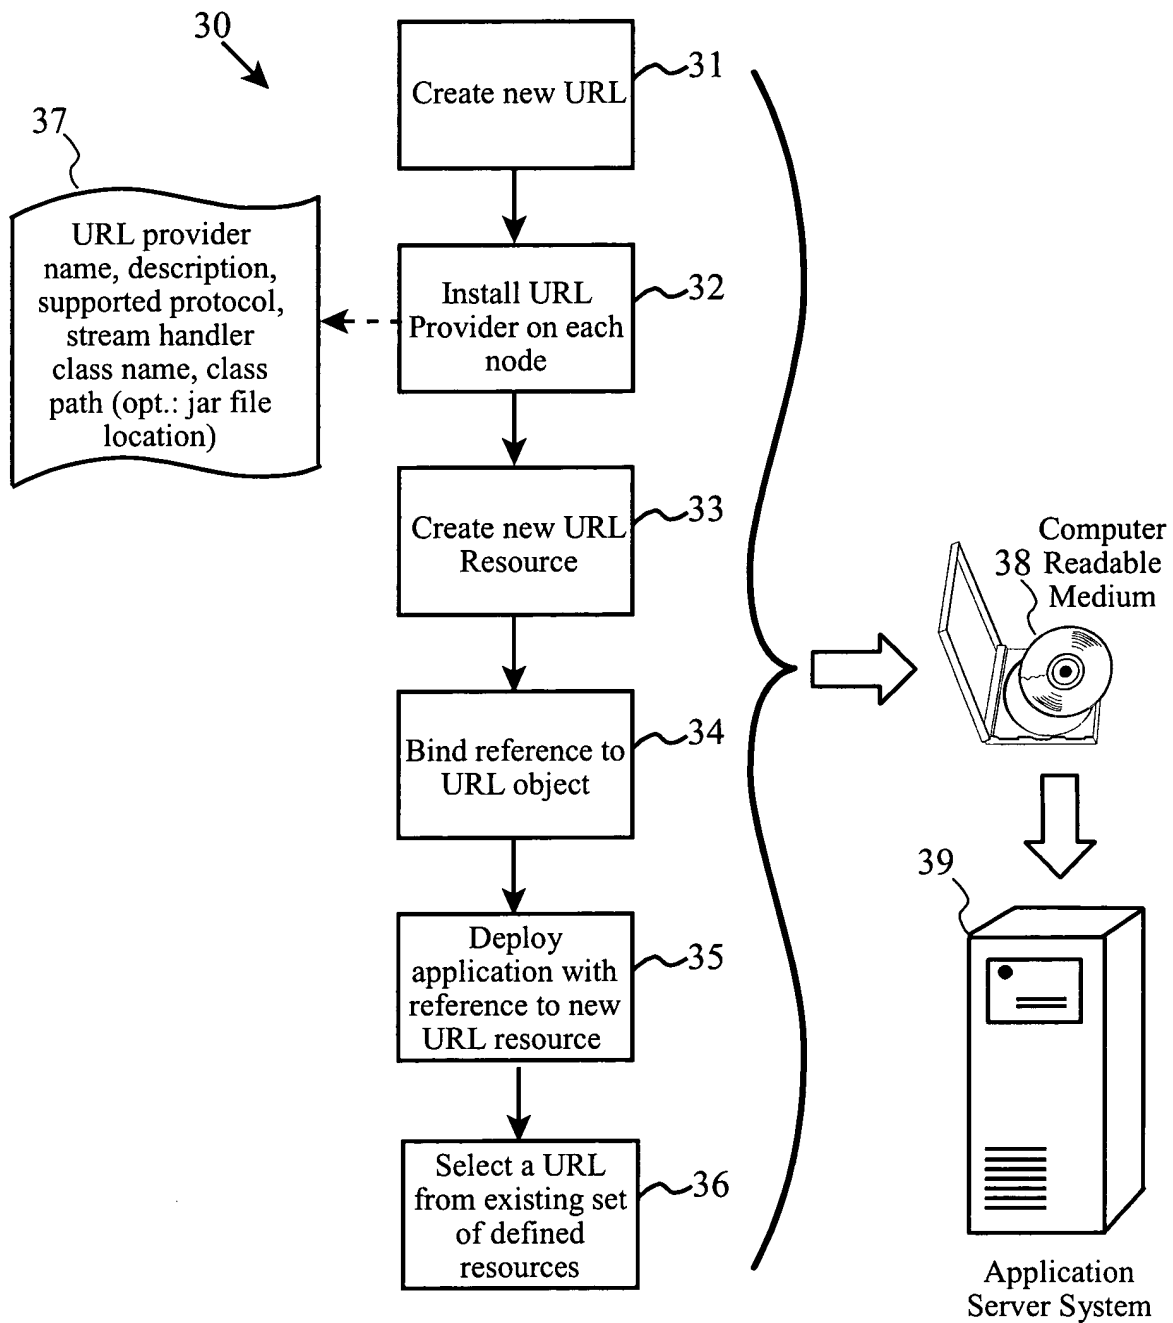 30
31
Create new URL
37
URL provider
name, description,
supported protocol,
stream handler
class name, class
path (opt.: jar file
location)
32
Install URL
Provider on each
node
33
Create new URL
Resource
34
Bind reference to
URL object
35
Deploy
application with
reference to new
URL resource
36
Select a URL
from existing set
of defined
resources
Computer
Readable
Medium
38
39
Application
Server System